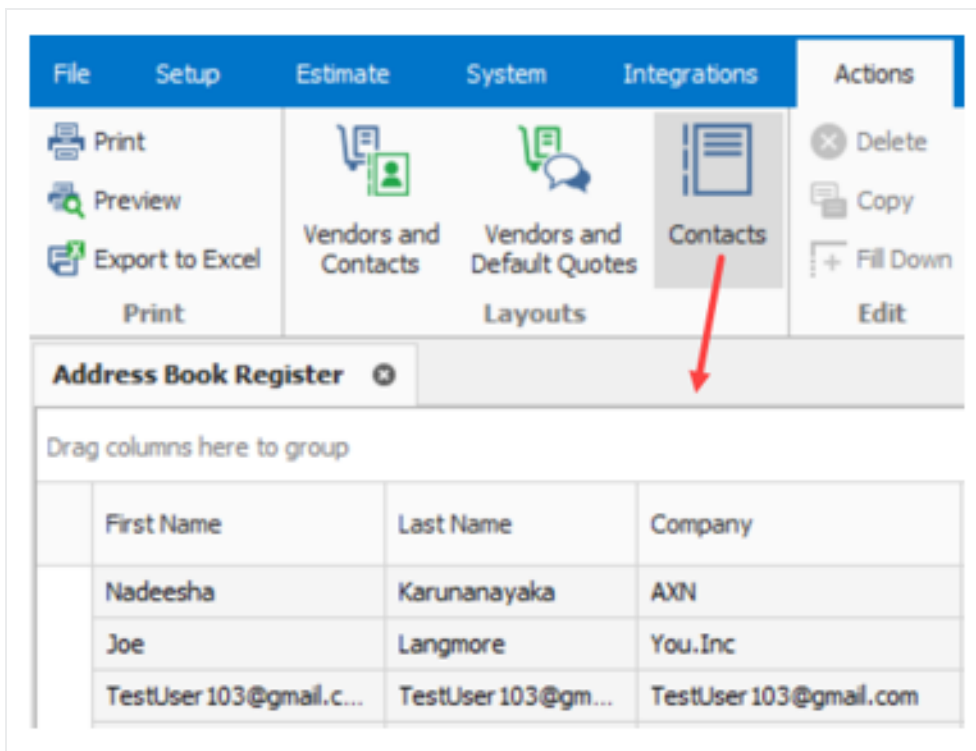 File Setup Estimate System Integrations Actions
Print
Preview
Export to Excel
Print
Vendors and
Contacts
Vendors and
Default Quotes
Contacts
Layouts
Delete
Copy
Fill Down
Edit
Address Book Register
Drag columns here to group
First Name Last Name Company
Nadeesha Karunanayaka AXN
Joe Langmore You.Inc
TestUser103@gmail.c... TestUser103@gm... TestUser103@gmail.com